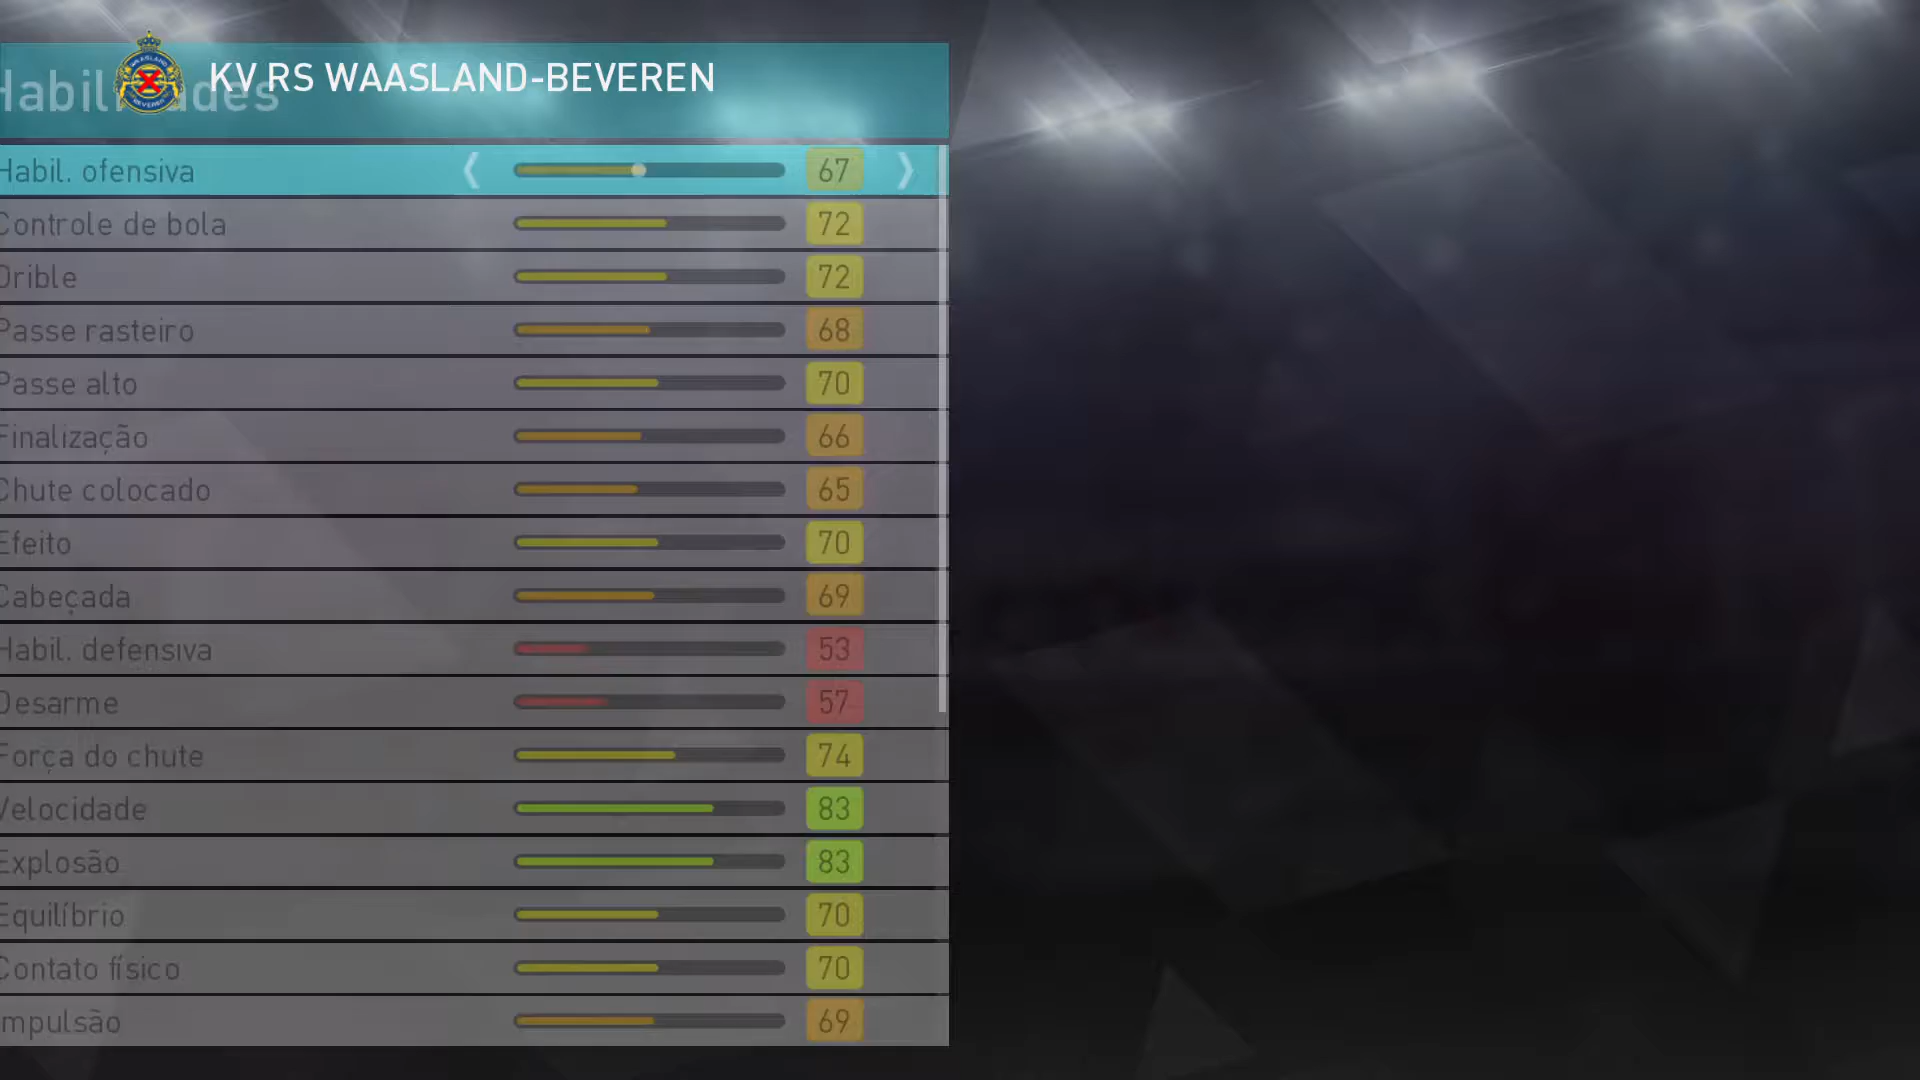 KV RS WAASLAND-BEVEREN
Habilidades
Habil. ofensiva 67
Controle de bola 72
Drible 72
Passe rasteiro 68
Passe alto 70
Finalização 66
Chute colocado 65
Efeito 70
Cabeçada 69
Habil. defensiva 53
Desarme 57
Força do chute 74
Velocidade 83
Explosão 83
Equilíbrio 70
Contato físico 70
Impulsão 69